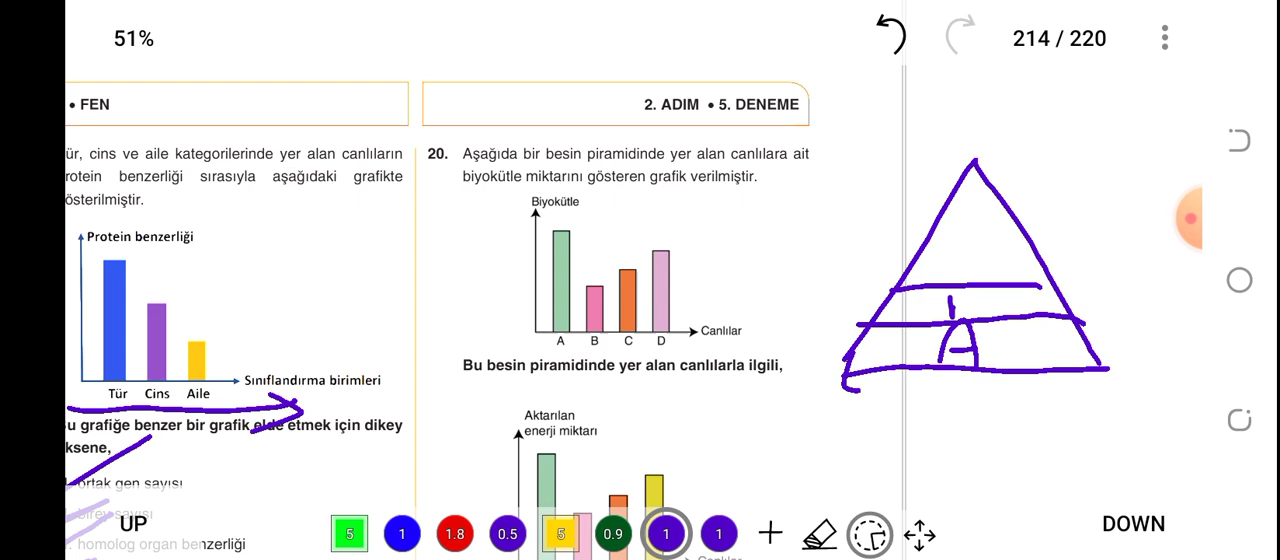 51%
214 / 220
• FEN
2. ADIM • 5. DENEME
ür, cins ve aile kategorilerinde yer alan canlıların
rotein benzerliği sırasıyla aşağıdaki grafikte
österilmiştir.
Protein benzerliği
Tür Cins Aile
Sınıflandırma birimleri
u grafiğe benzer bir grafik elde etmek için dikey
ksene,
ortak gen sayısı
birey sayısı
homolog organ benzerliği
20. Aşağıda bir besin piramidinde yer alan canlılara ait
biyokütle miktarını gösteren grafik verilmiştir.
Biyokütle
A B C D
Canlılar
Bu besin piramidinde yer alan canlılarla ilgili,
Aktarılan
enerji miktarı
A
UP
5 1 1.8 0.5 5 0.9 1 1
DOWN